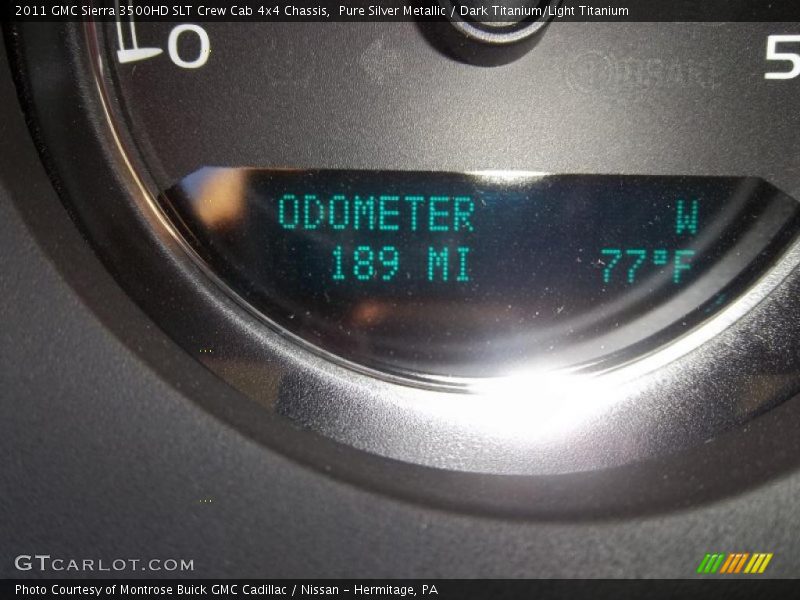 2011 GMC Sierra 3500HD SLT Crew Cab 4x4 Chassis, Pure Silver Metallic / Dark Titanium/Light Titanium
10 5
ODOMETER W
189 MI 77°F
GTCARLOT.COM
Photo Courtesy of Montrose Buick GMC Cadillac / Nissan - Hermitage, PA